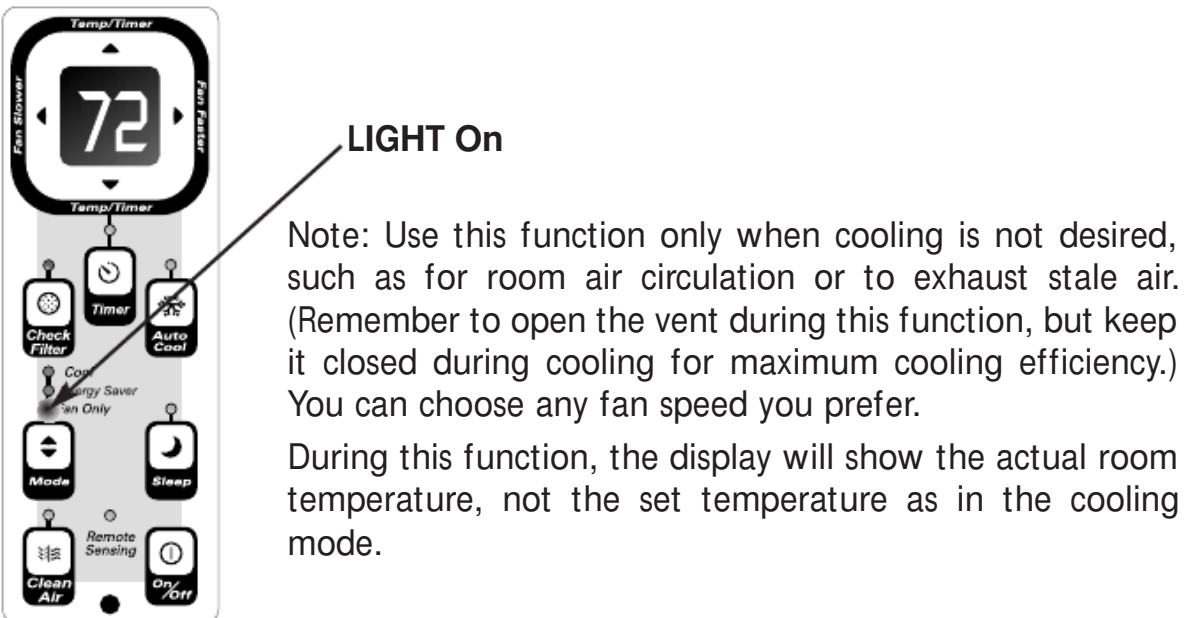 Temp/Timer
Fan Slower
72
Fan Faster
Temp/Timer
Timer
Check
Filter
Auto
Cool
Cool
Energy Saver
Fan Only
Mode
Sleep
Remote
Sensing
Clean
Air
On/Off
LIGHT On
Note: Use this function only when cooling is not desired,
such as for room air circulation or to exhaust stale air.
(Remember to open the vent during this function, but keep
it closed during cooling for maximum cooling efficiency.)
You can choose any fan speed you prefer.
During this function, the display will show the actual room
temperature, not the set temperature as in the cooling
mode.